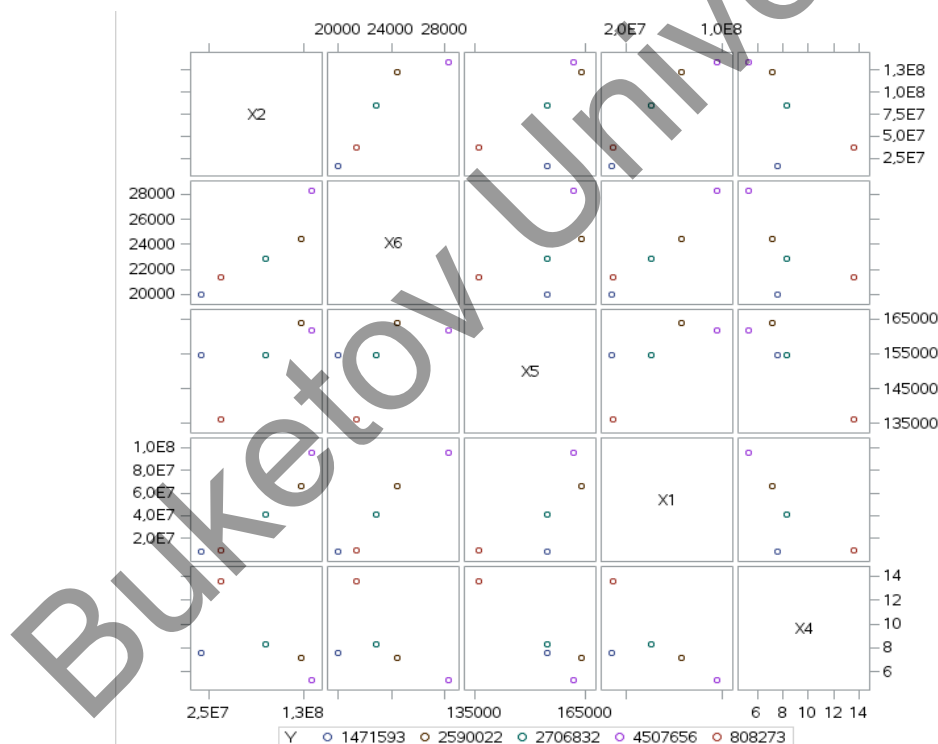 20000 24000 28000
2,0E7 1,0E8
X2
1,3E8
1,0E8
7,5E7
5,0E7
2,5E7
28000
26000
24000
22000
20000
X6
X5
165000
155000
145000
135000
1,0E8
8,0E7
6,0E7
4,0E7
2,0E7
X1
X4
14
12
10
8
6
2,5E7 1,3E8
135000 165000
6 8 10 12 14
Y 1471593 2590022 2706832 4507656 808273
Buketov Unive